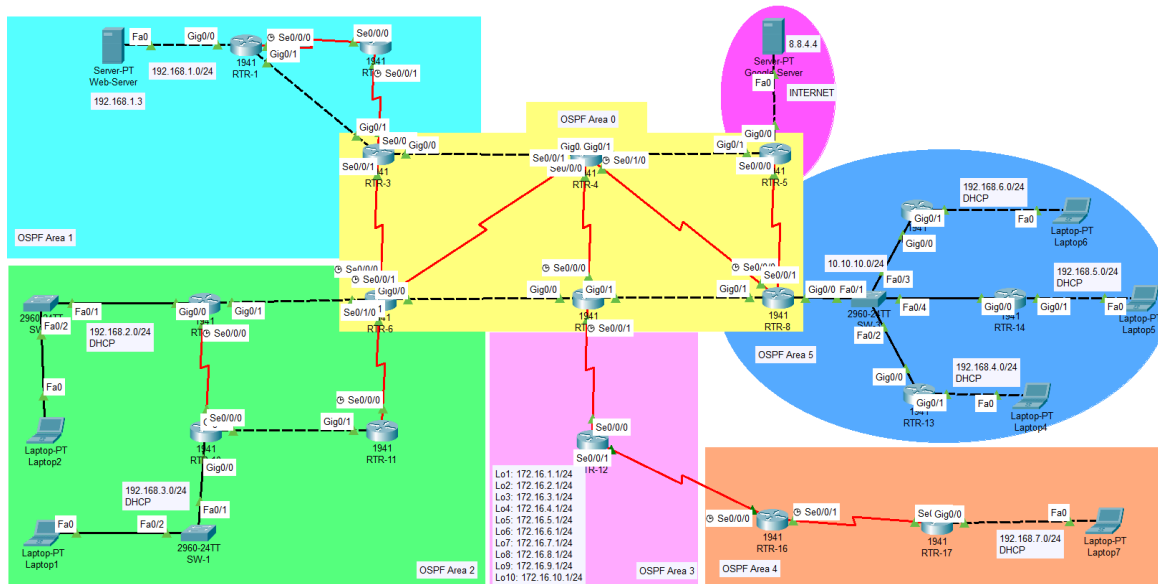 Fa0
Gig0/0
Se0/0/0
Se0/0/0
Gig0/1
Server-PT
Web-Server
192.168.1.0/24
1941
RTR-1
1941
Se0/0/1
192.168.1.3
OSPF Area 1
8.8.4.4
Server-PT
Fa0
INTERNET
Gig0/0
OSPF Area 0
Gig0/1
Gig0/0
Se0/0/1
RTR-3
Gig0/1
Se0/0/1
Se0/0/0
Se0/1/0
RTR-4
Gig0/1
Se0/0/0
RTR-5
Se0/0/0
Se0/0/1
Gig0/0
Se0/1/0
RTR-6
Se0/0/0
Gig0/0
Gig0/1
1941
Se0/0/1
Se0/0/0
Se0/0/1
Gig0/1
1941
RTR-8
Gig0/0
Fa0/1
192.168.6.0/24
DHCP
Gig0/1
Gig0/0
Fa0
Laptop-PT
Laptop6
10.10.10.0/24
Fa0/3
Fa0/4
Fa0/2
2960-24TT
192.168.5.0/24
DHCP
Gig0/0
Gig0/1
Fa0
1941
RTR-14
Laptop-PT
Laptop5
OSPF Area 5
192.168.4.0/24
DHCP
Gig0/0
Gig0/1
Fa0
1941
RTR-13
Laptop-PT
Laptop4
Fa0/1
Fa0/2
192.168.2.0/24
DHCP
Gig0/0
Gig0/1
1941
Se0/0/0
Fa0
Laptop-PT
Laptop2
Se0/0/0
Gig0/1
Se0/0/0
1941
1941
RTR-11
Gig0/0
192.168.3.0/24
DHCP
Fa0/1
Fa0
Fa0/2
Laptop-PT
Laptop1
2960-24TT
SW-1
OSPF Area 2
Se0/0/0
Se0/0/1
Lo1: 172.16.1.1/24
Lo2: 172.16.2.1/24
Lo3: 172.16.3.1/24
Lo4: 172.16.4.1/24
Lo5: 172.16.5.1/24
Lo6: 172.16.6.1/24
Lo7: 172.16.7.1/24
Lo8: 172.16.8.1/24
Lo9: 172.16.9.1/24
Lo10: 172.16.10.1/24
OSPF Area 3
Se0/0/0
Se0/0/1
1941
RTR-16
Gig0/0
1941
RTR-17
Fa0
192.168.7.0/24
DHCP
Laptop-PT
Laptop7
OSPF Area 4